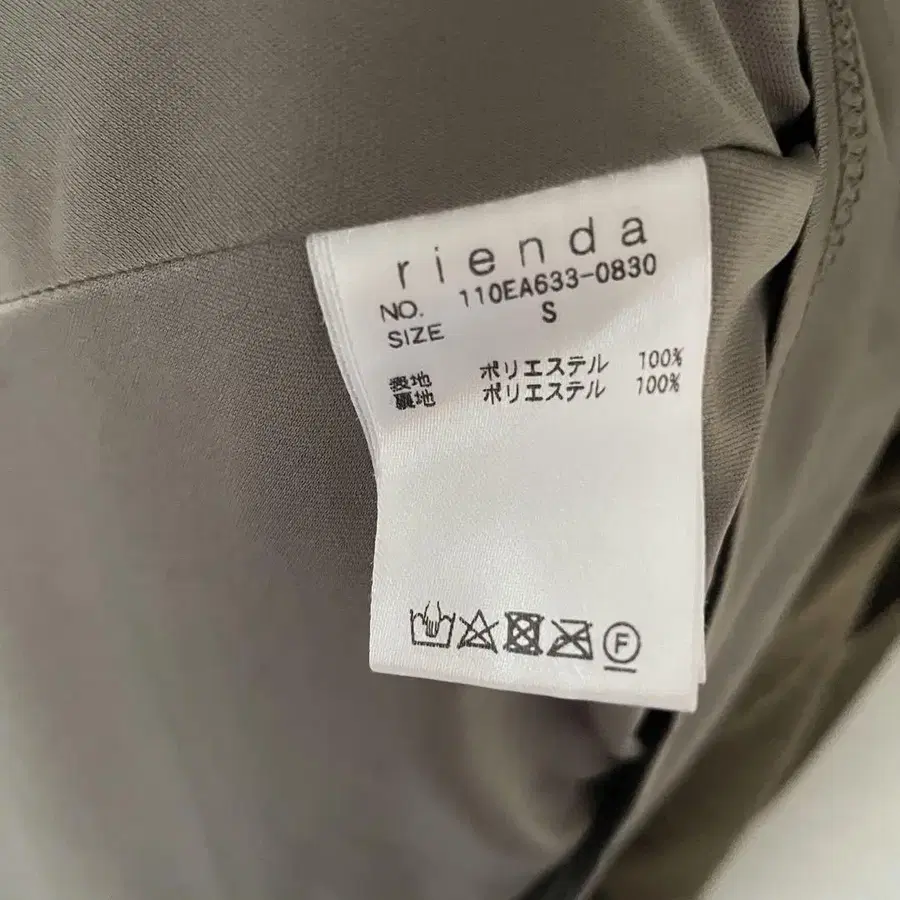 rienda
NO. 110EA633-0830
SIZE S
表地 ポリエステル 100%
裏地 ポリエステル 100%
F